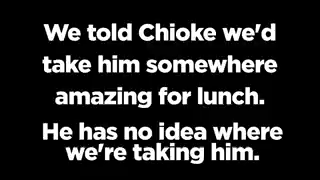 We told Chioke we'd
take him somewhere
amazing for lunch.
He has no idea where
we're taking him.